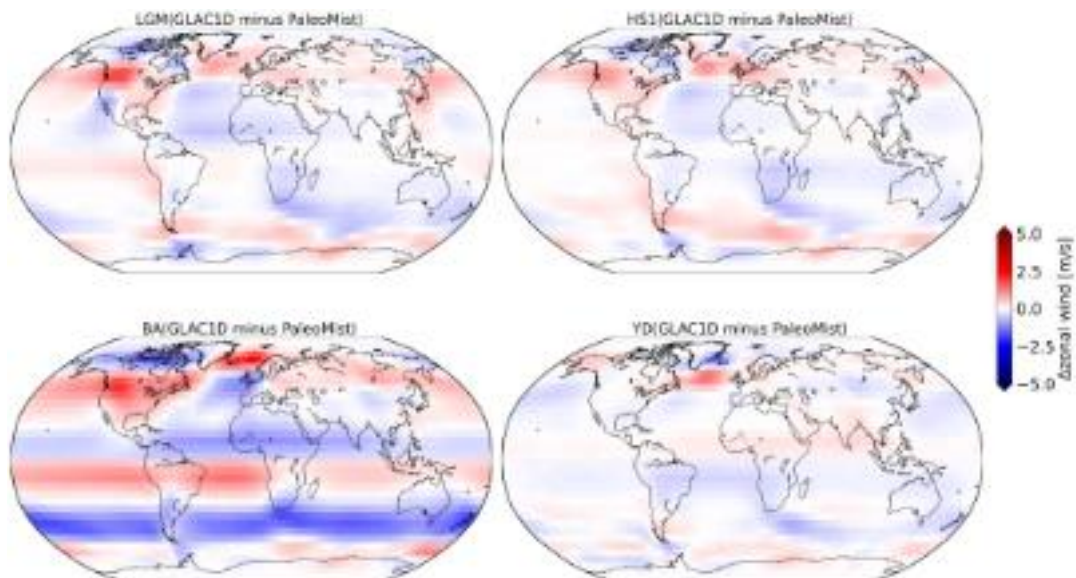 LGM(GLAC1D minus PaleoMist)
HS1(GLAC1D minus PaleoMist)
5.0
2.5
0.0
−2.5
−5.0
Δzonal wind [m/s]
BA(GLAC1D minus PaleoMist)
YD(GLAC1D minus PaleoMist)